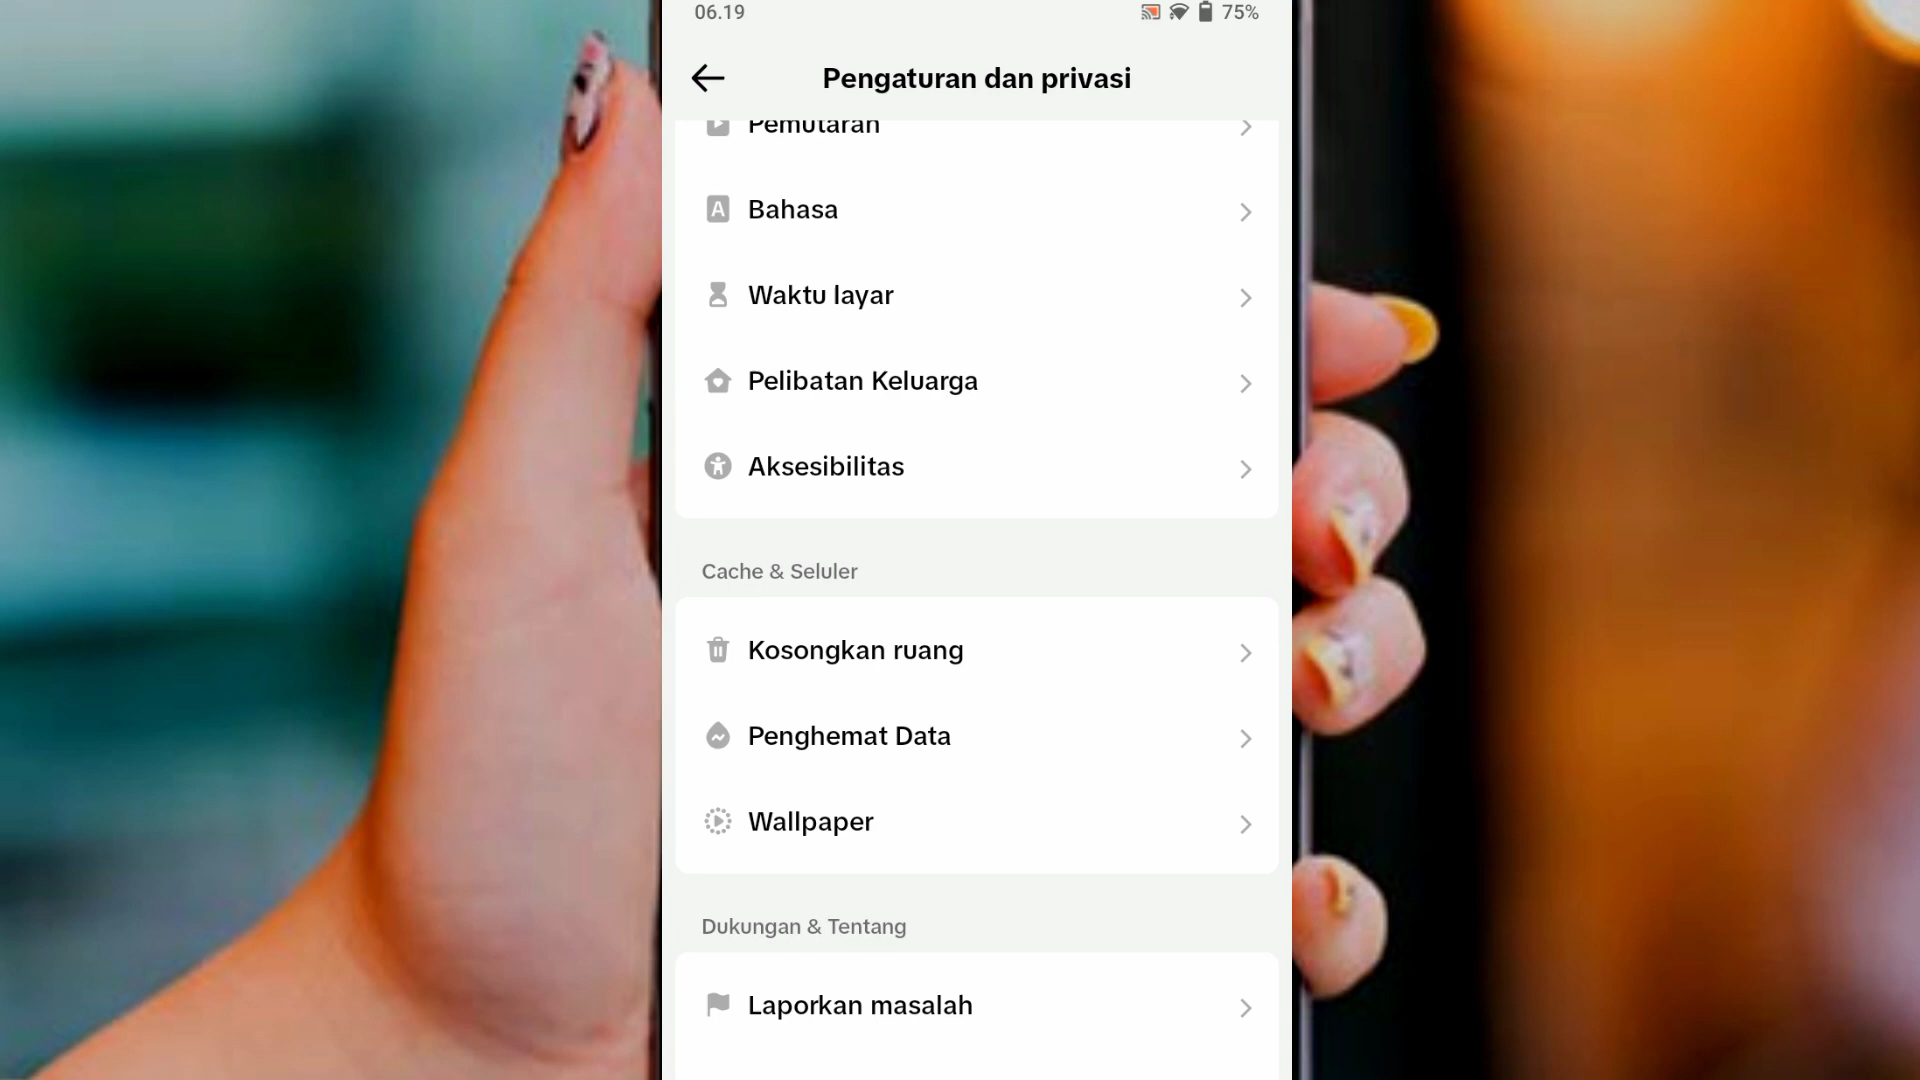 06.19
75%
Pengaturan dan privasi
Pemutaran
Bahasa
Waktu layar
Pelibatan Keluarga
Aksesibilitas
Cache & Seluler
Kosongkan ruang
Penghemat Data
Wallpaper
Dukungan & Tentang
Laporkan masalah